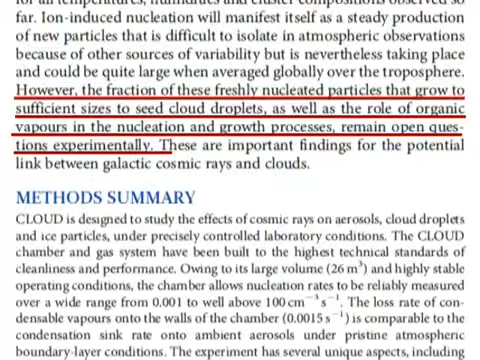 for all temperatures, humidities and cluster compositions observed so
far. Ion-induced nucleation will manifest itself as a steady production
of new particles that is difficult to isolate in atmospheric observations
because of other sources of variability but is nevertheless taking place
and could be quite large when averaged globally over the troposphere.
However, the fraction of these freshly nucleated particles that grow to
sufficient sizes to seed cloud droplets, as well as the role of organic
vapours in the nucleation and growth processes, remain open ques-
tions experimentally. These are important findings for the potential
link between galactic cosmic rays and clouds.
METHODS SUMMARY
CLOUD is designed to study the effects of cosmic rays on aerosols, cloud droplets
and ice particles, under precisely controlled laboratory conditions. The CLOUD
chamber and gas system have been built to the highest technical standards of
cleanliness and performance. Owing to its large volume (26 m³) and highly stable
operating conditions, the chamber allows nucleation rates to be reliably measured
over a wide range from 0.001 to well above 100 cm⁻³ s⁻¹. The loss rate of con-
densable vapours onto the walls of the chamber (0.0015 s⁻¹) is comparable to the
condensation sink rate onto ambient aerosols under pristine atmospheric
boundary-layer conditions. The experiment has several unique aspects, including